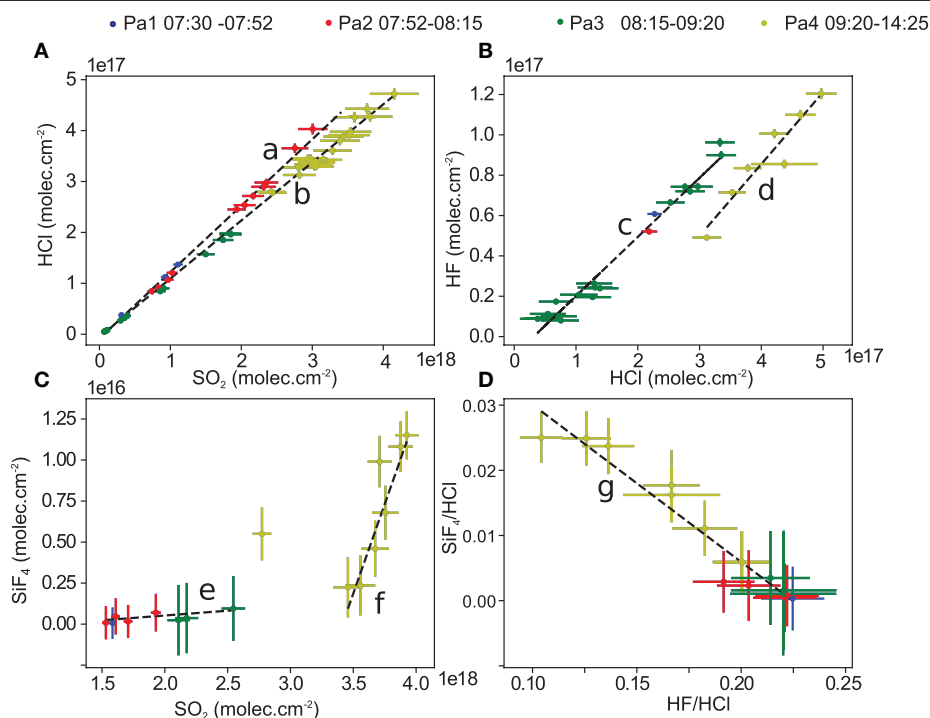 Pa1 07:30 -07:52 Pa2 07:52-08:15 Pa3 08:15-09:20 Pa4 09:20-14:25
A
1e17
HCl (molec.cm-2)
5
4
3
2
1
0
a
b
0 1 2 3 4
1e18
SO2 (molec.cm-2)
B
1e17
HF (molec.cm-2)
1.2
1.0
0.8
0.6
0.4
0.2
0.0
c
d
0 1 2 3 4 5
1e17
HCl (molec.cm-2)
C
1e16
SiF4 (molec.cm-2)
1.25
1.00
0.75
0.50
0.25
0.00
e
f
1.5 2.0 2.5 3.0 3.5 4.0
1e18
SO2 (molec.cm-2)
D
SiF4/HCl
0.03
0.02
0.01
0.00
g
0.10 0.15 0.20 0.25
HF/HCl